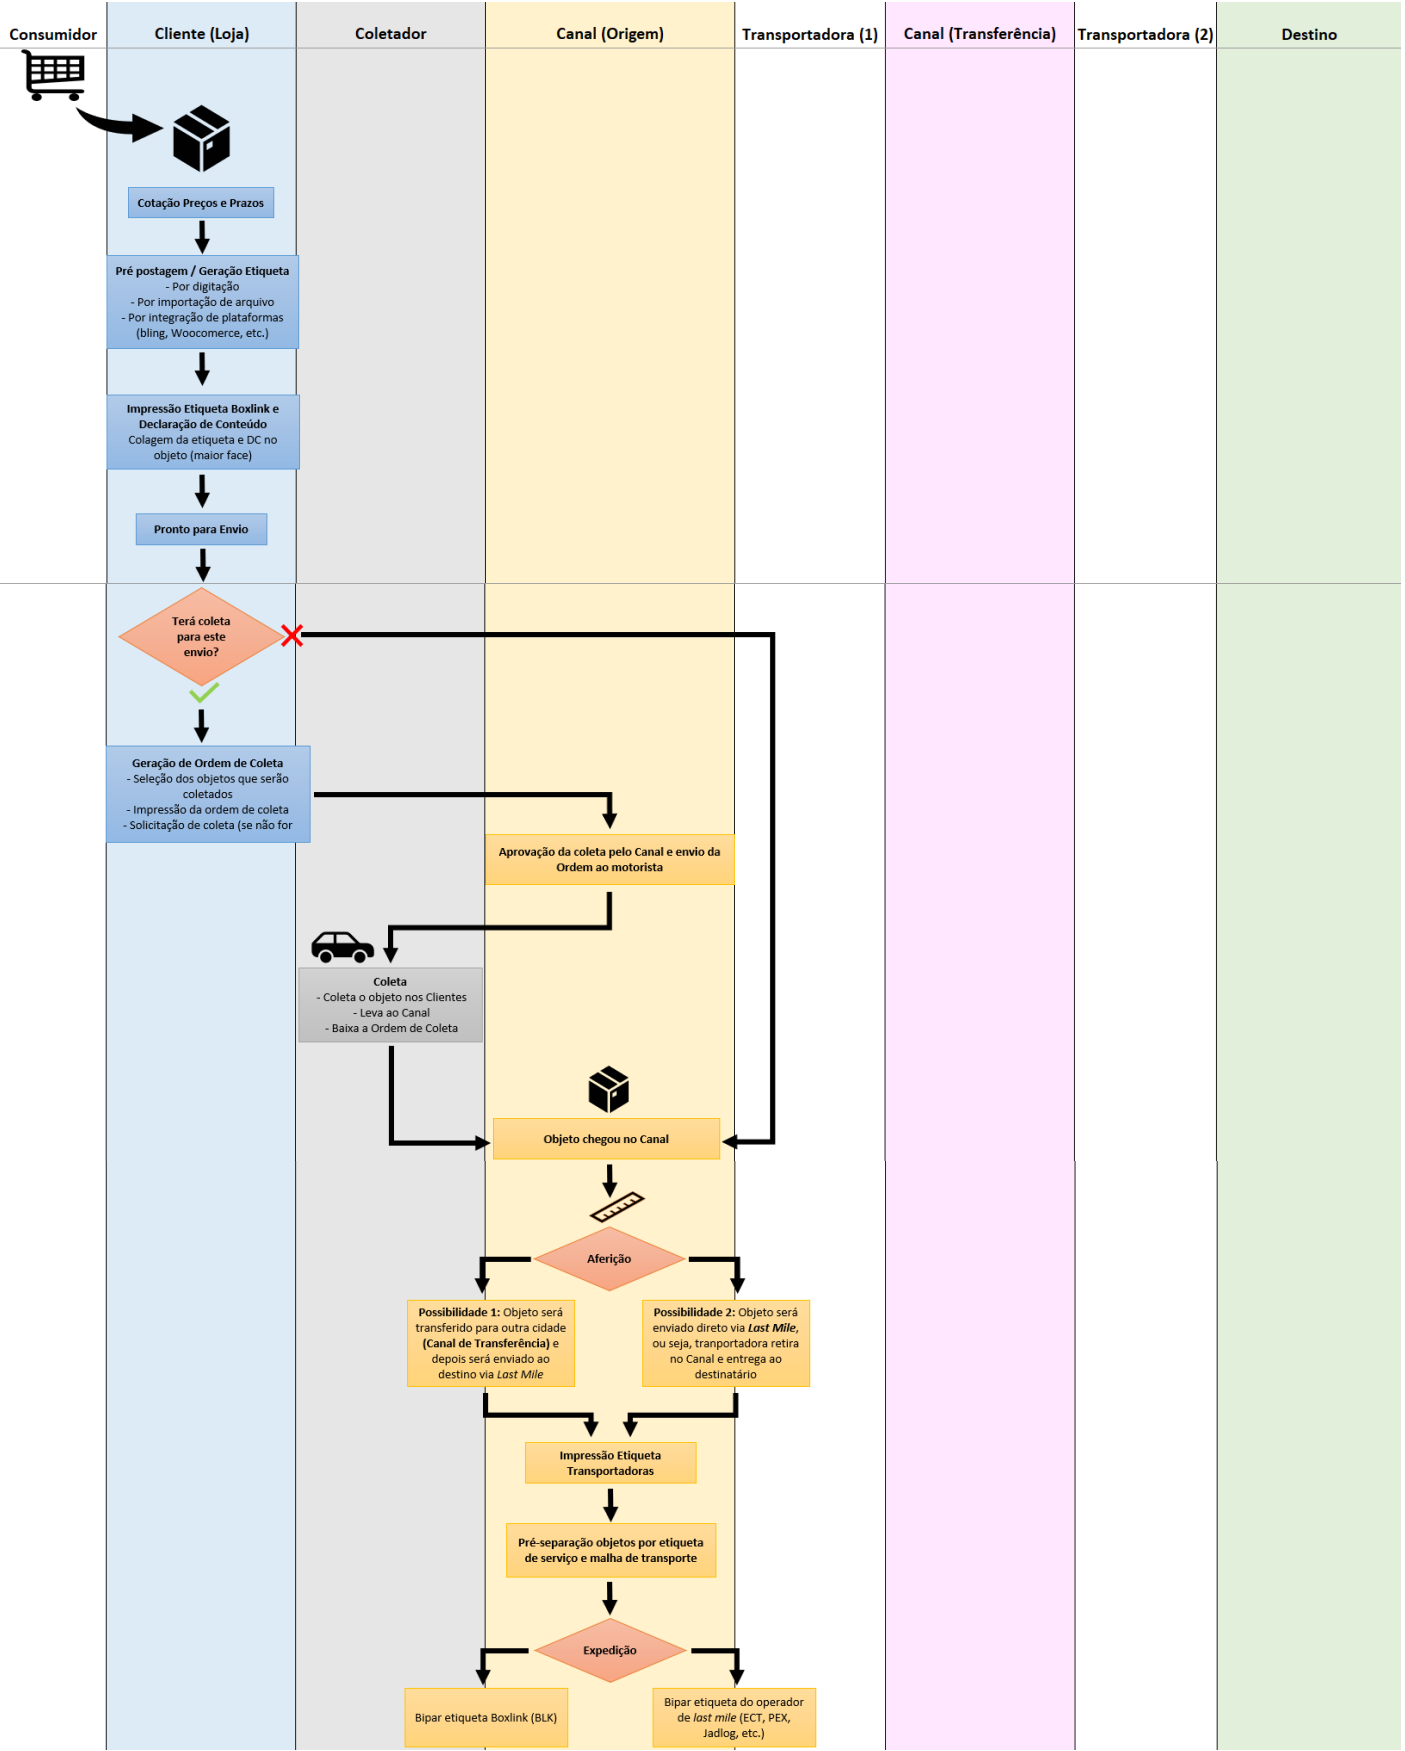 Consumidor
Cliente (Loja)
Coletador
Canal (Origem)
Transportadora (1)
Canal (Transferência)
Transportadora (2)
Destino
Cotação Preços e Prazos
Pré postagem / Geração Etiqueta
- Por digitação
- Por importação de arquivo
- Por integração de plataformas
(bling, Woocomerce, etc.)
Impressão Etiqueta Boxlink e
Declaração de Conteúdo
Colagem da etiqueta e DC no
objeto (maior face)
Pronto para Envio
Terá coleta
para este
envio?
Geração de Ordem de Coleta
- Seleção dos objetos que serão
coletados
- Impressão da ordem de coleta
- Solicitação de coleta (se não for
Aprovação da coleta pelo Canal e envio da
Ordem ao motorista
Coleta
- Coleta o objeto nos Clientes
- Leva ao Canal
- Baixa a Ordem de Coleta
Objeto chegou no Canal
Aferição
Possibilidade 1: Objeto será
transferido para outra cidade
(Canal de Transferência) e
depois será enviado ao
destino via Last Mile
Possibilidade 2: Objeto será
enviado direto via Last Mile,
ou seja, tranportadora retira
no Canal e entrega ao
destinatário
Impressão Etiqueta
Transportadoras
Pré-separação objetos por etiqueta
de serviço e malha de transporte
Expedição
Bipar etiqueta Boxlink (BLK)
Bipar etiqueta do operador
de last mile (ECT, PEX,
Jadlog, etc.)